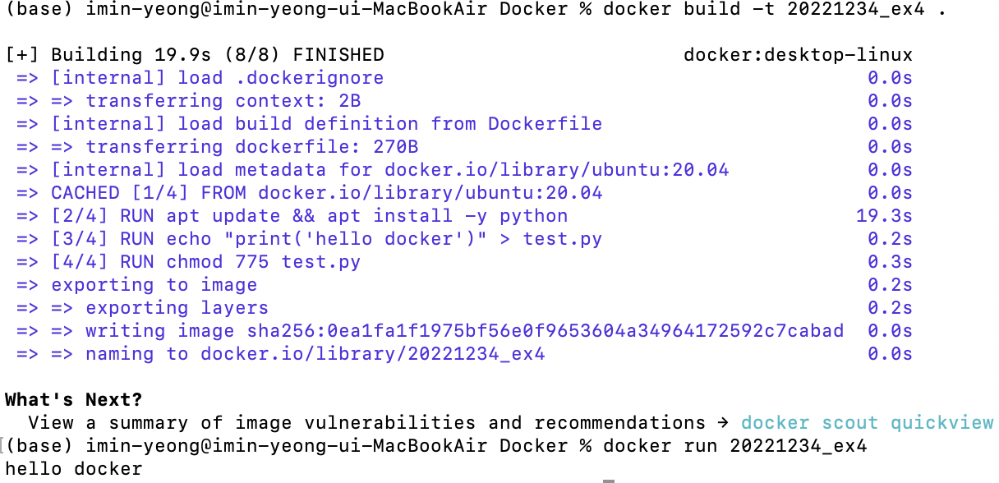 (base) imin-yeong@imin-yeong-ui-MacBookAir Docker % docker build -t 20221234_ex4 .
[+] Building 19.9s (8/8) FINISHED docker:desktop-linux
=> [internal] load .dockerignore 0.0s
=> => transferring context: 2B 0.0s
=> [internal] load build definition from Dockerfile 0.0s
=> => transferring dockerfile: 270B 0.0s
=> [internal] load metadata for docker.io/library/ubuntu:20.04 0.0s
=> CACHED [1/4] FROM docker.io/library/ubuntu:20.04 0.0s
=> [2/4] RUN apt update && apt install -y python 19.3s
=> [3/4] RUN echo "print('hello docker')" > test.py 0.2s
=> [4/4] RUN chmod 775 test.py 0.3s
=> exporting to image 0.2s
=> => exporting layers 0.2s
=> => writing image sha256:0ea1fa1f1975bf56e0f9653604a34964172592c7cabad 0.0s
=> => naming to docker.io/library/20221234_ex4 0.0s
What's Next?
View a summary of image vulnerabilities and recommendations → docker scout quickview
[(base) imin-yeong@imin-yeong-ui-MacBookAir Docker % docker run 20221234_ex4
hello docker